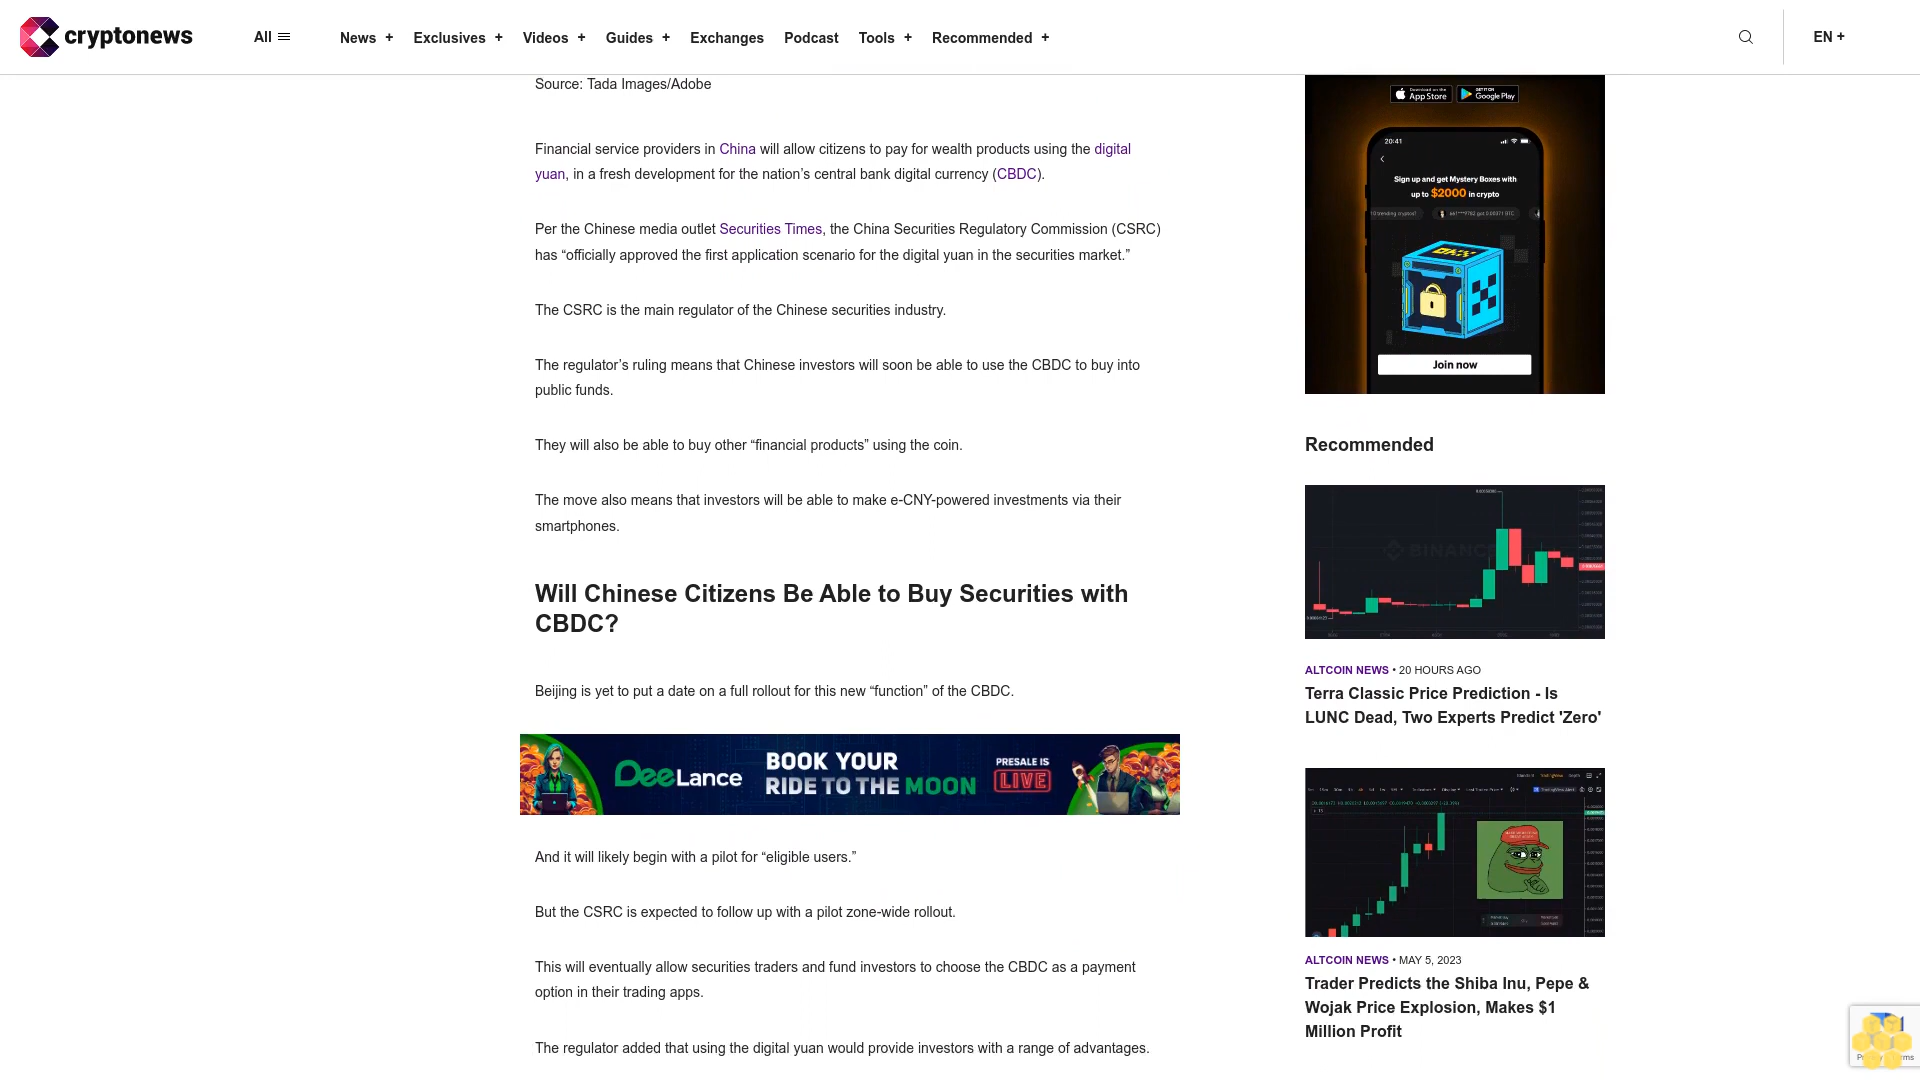 cryptonews
All
News +
Exclusives +
Videos +
Guides +
Exchanges
Podcast
Tools +
Recommended +
EN +
Source: Tada Images/Adobe
Financial service providers in China will allow citizens to pay for wealth products using the digital
yuan, in a fresh development for the nation’s central bank digital currency (CBDC).
Per the Chinese media outlet Securities Times, the China Securities Regulatory Commission (CSRC)
has “officially approved the first application scenario for the digital yuan in the securities market.”
The CSRC is the main regulator of the Chinese securities industry.
The regulator’s ruling means that Chinese investors will soon be able to use the CBDC to buy into
public funds.
They will also be able to buy other “financial products” using the coin.
The move also means that investors will be able to make e-CNY-powered investments via their
smartphones.
Will Chinese Citizens Be Able to Buy Securities with
CBDC?
Beijing is yet to put a date on a full rollout for this new “function” of the CBDC.
DeeLance
BOOK YOUR
RIDE TO THE MOON
PRESALE IS
LIVE
And it will likely begin with a pilot for “eligible users.”
But the CSRC is expected to follow up with a pilot zone-wide rollout.
This will eventually allow securities traders and fund investors to choose the CBDC as a payment
option in their trading apps.
The regulator added that using the digital yuan would provide investors with a range of advantages.
Download on the
App Store
GET IT ON
Google Play
20:41
Sign up and get Mystery Boxes with
up to $2000 in crypto
Join now
Recommended
BINANCE
ALTCOIN NEWS • 20 HOURS AGO
Terra Classic Price Prediction - Is
LUNC Dead, Two Experts Predict 'Zero'
ALTCOIN NEWS • MAY 5, 2023
Trader Predicts the Shiba Inu, Pepe &
Wojak Price Explosion, Makes $1
Million Profit